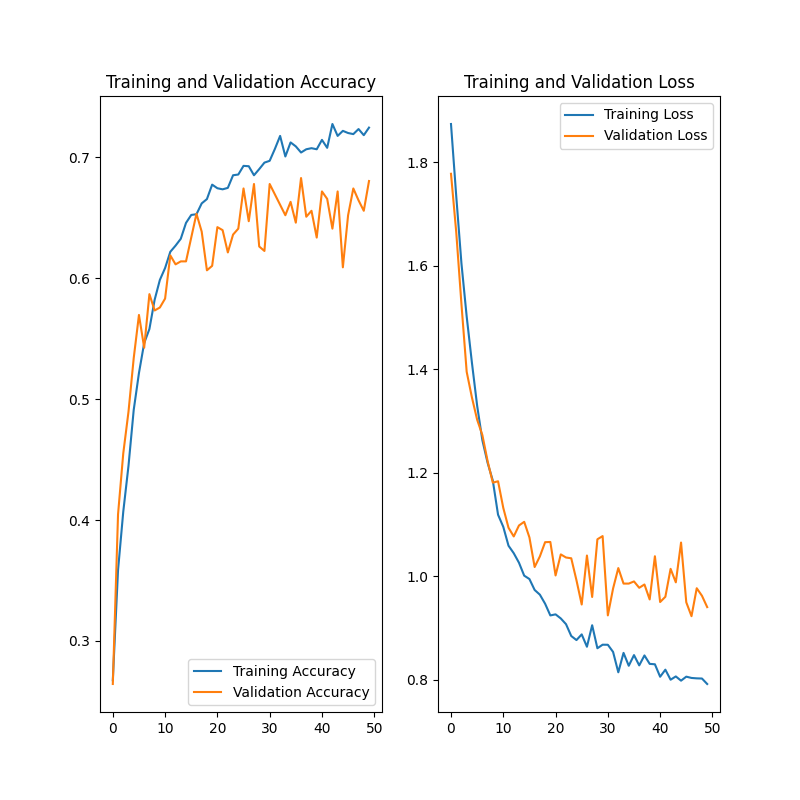 Training and Validation Accuracy
0.7
0.6
0.5
0.4
0.3
0 10 20 30 40 50
Training Accuracy
Validation Accuracy
Training and Validation Loss
1.8
1.6
1.4
1.2
1.0
0.8
0 10 20 30 40 50
Training Loss
Validation Loss